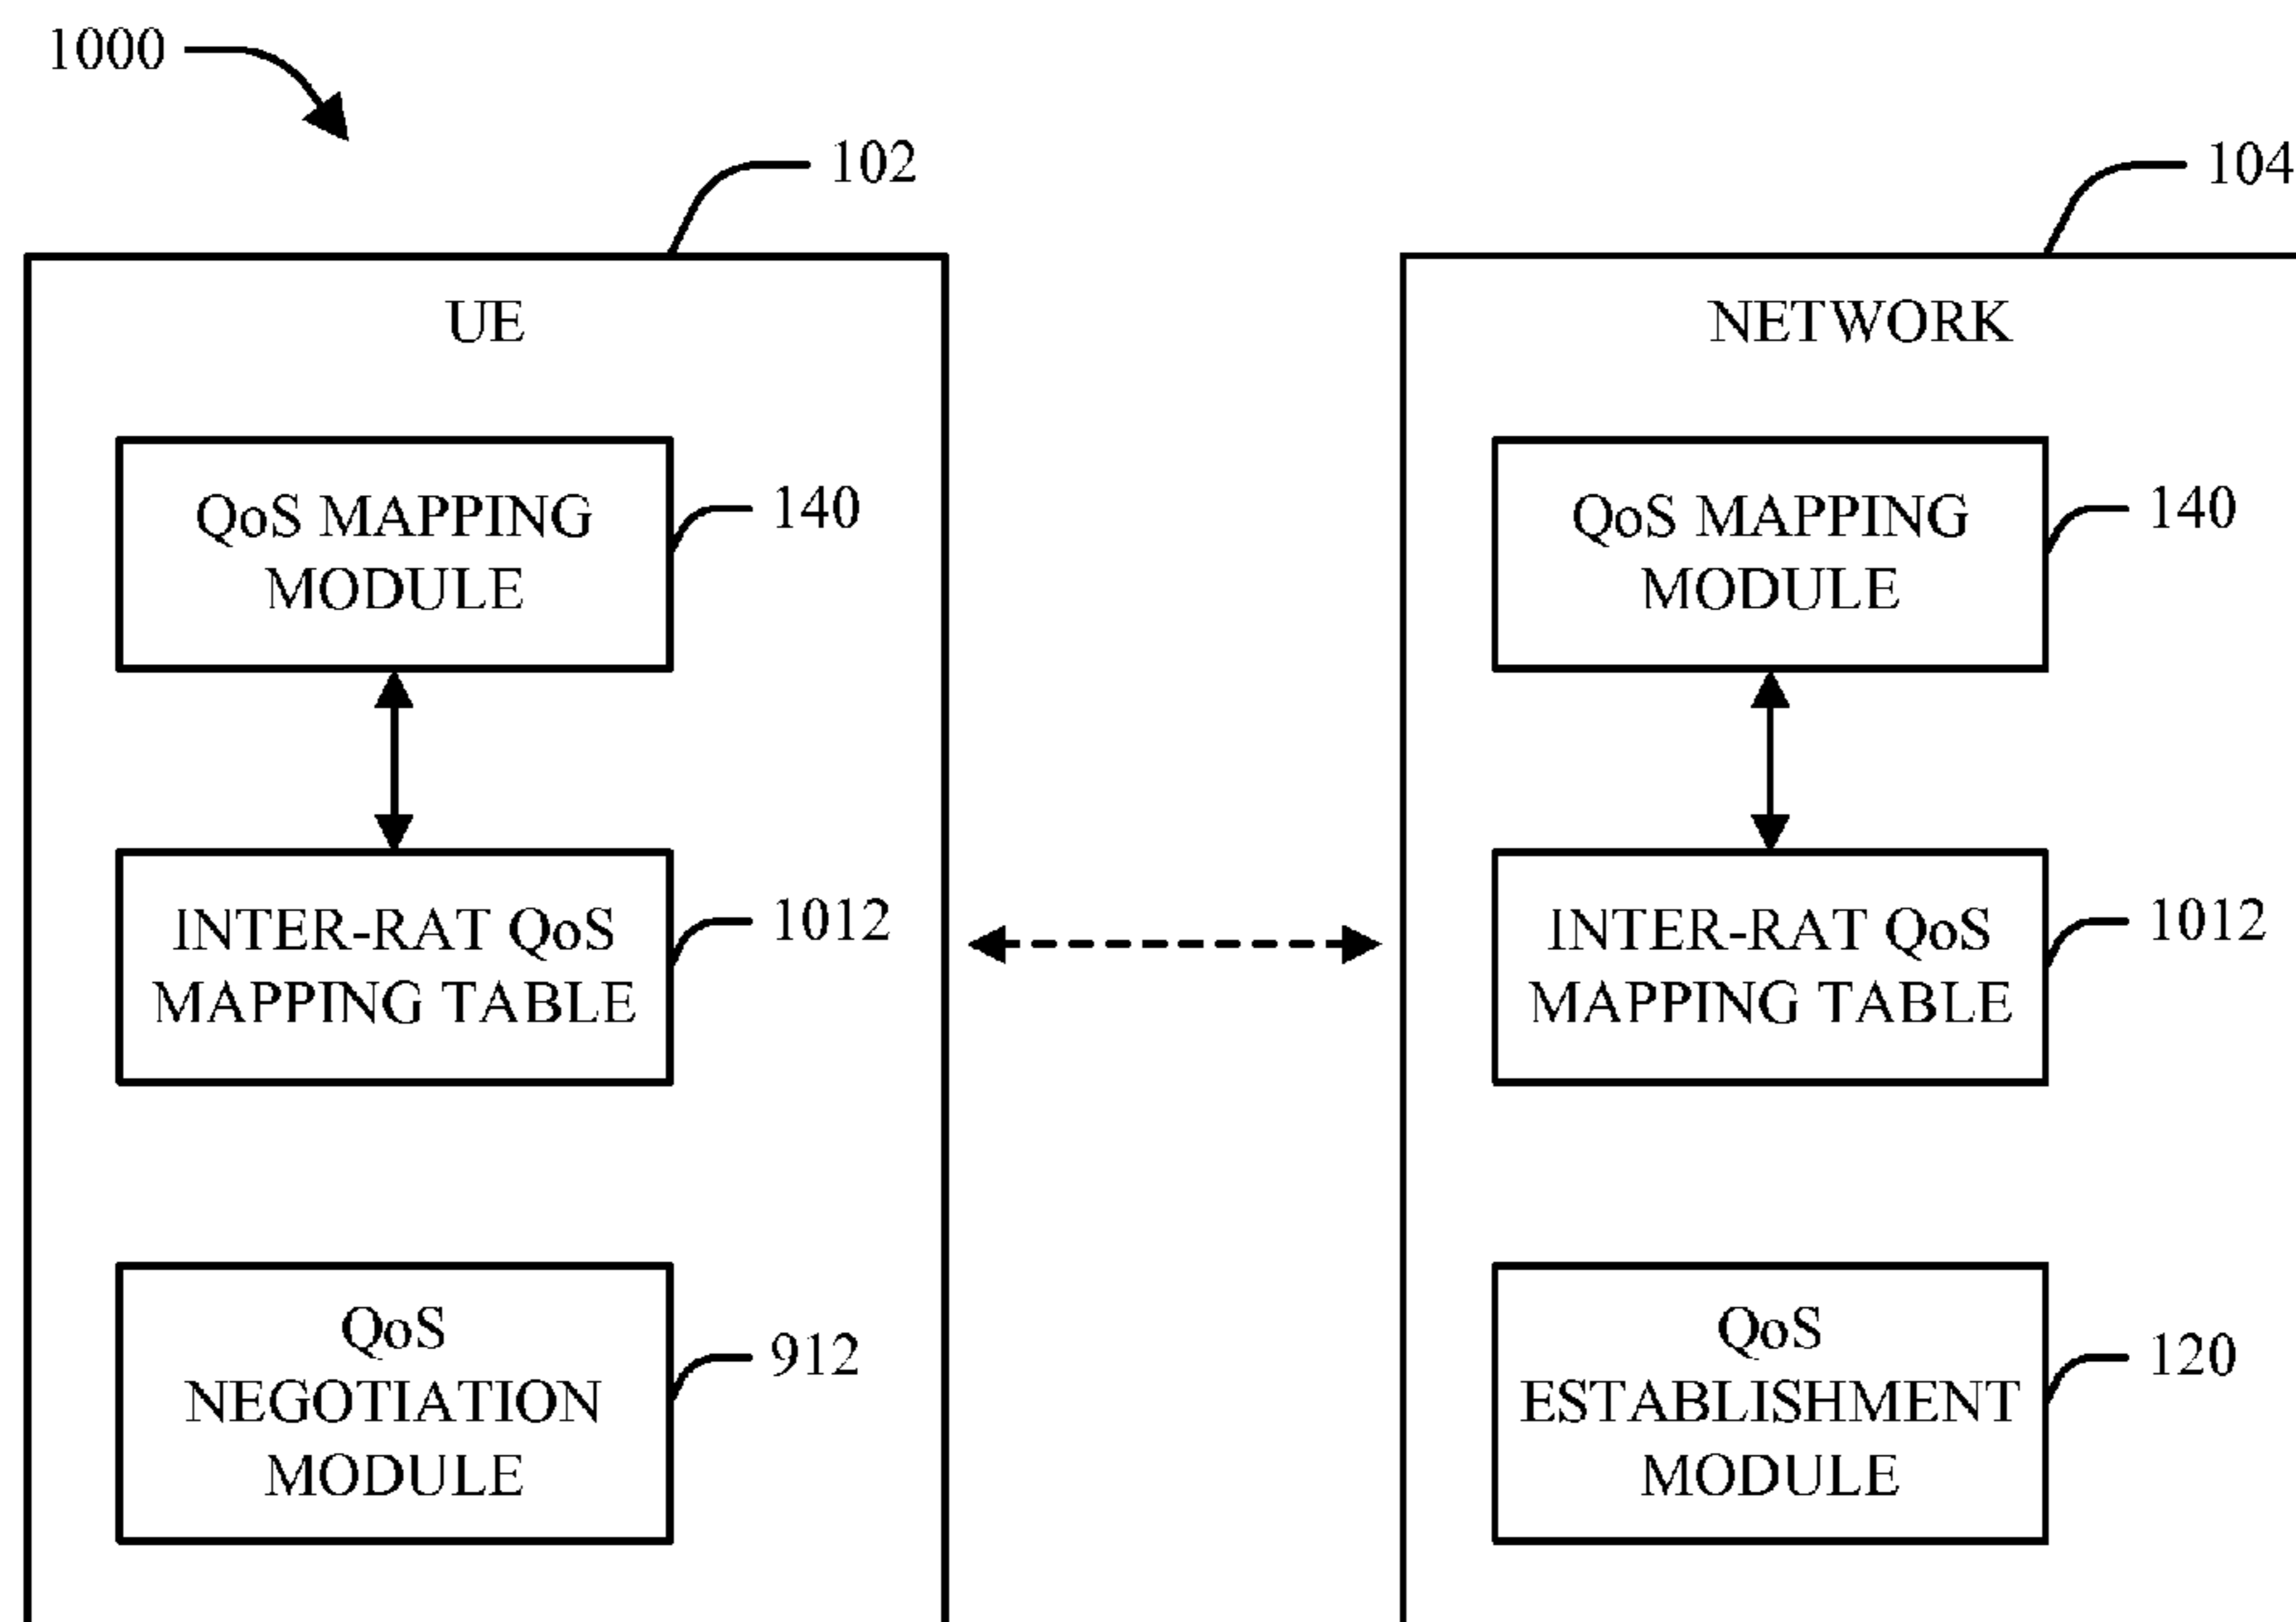 1000
102
104
UE
NETWORK
QoS MAPPING
MODULE
140
QoS MAPPING
MODULE
140
INTER-RAT QoS
MAPPING TABLE
1012
INTER-RAT QoS
MAPPING TABLE
1012
QoS
NEGOTIATION
MODULE
912
QoS
ESTABLISHMENT
MODULE
120